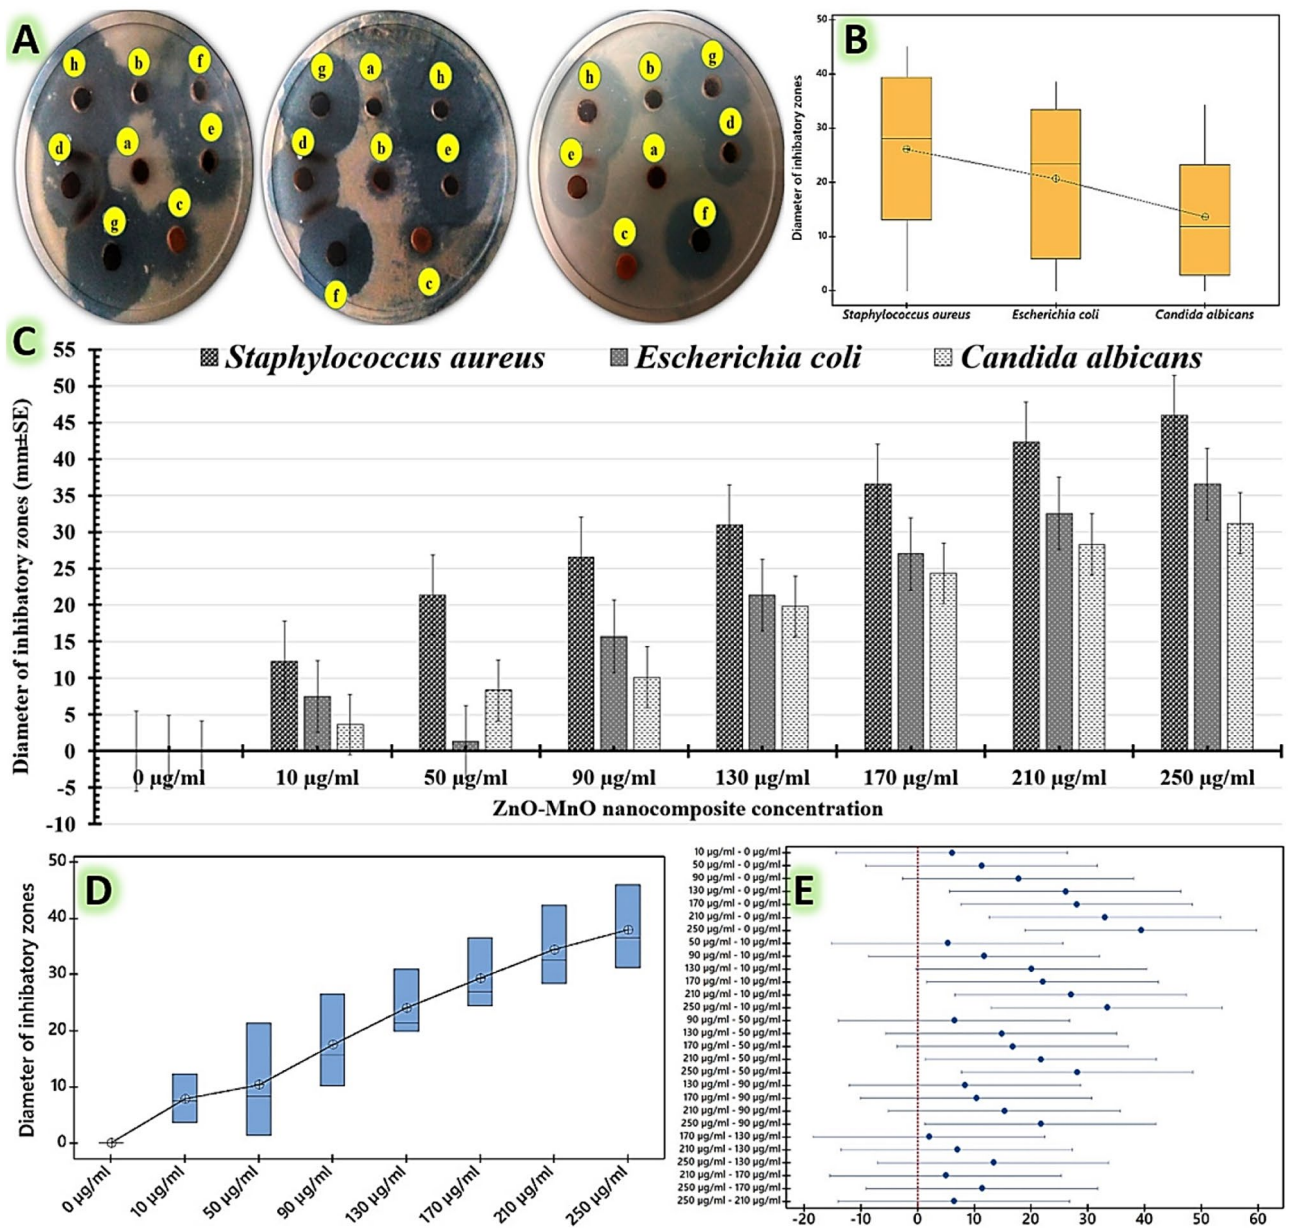 A
h
b
f
d
a
e
c
g
g
a
h
d
b
e
c
f
h
b
g
e
a
d
c
f
B
50
40
30
20
10
0
Diameter of inhibatory zones
Staphylococcus aureus
Escherichia coli
Candida albicans
C
Staphylococcus aureus
Escherichia coli
Candida albicans
55
50
45
40
35
30
25
20
15
10
5
0
-5
-10
Diameter of inhibatory zones (mm±SE)
0 µg/ml
10 µg/ml
50 µg/ml
90 µg/ml
130 µg/ml
170 µg/ml
210 µg/ml
250 µg/ml
ZnO-MnO nanocomposite concentration
D
50
40
30
20
10
0
Diameter of inhibatory zones
0 µg/ml
10 µg/ml
50 µg/ml
90 µg/ml
130 µg/ml
170 µg/ml
210 µg/ml
250 µg/ml
E
10 µg/ml - 0 µg/ml
50 µg/ml - 0 µg/ml
90 µg/ml - 0 µg/ml
130 µg/ml - 0 µg/ml
170 µg/ml - 0 µg/ml
210 µg/ml - 0 µg/ml
250 µg/ml - 0 µg/ml
50 µg/ml - 10 µg/ml
90 µg/ml - 10 µg/ml
130 µg/ml - 10 µg/ml
170 µg/ml - 10 µg/ml
210 µg/ml - 10 µg/ml
250 µg/ml - 10 µg/ml
90 µg/ml - 50 µg/ml
130 µg/ml - 50 µg/ml
170 µg/ml - 50 µg/ml
210 µg/ml - 50 µg/ml
250 µg/ml - 50 µg/ml
130 µg/ml - 90 µg/ml
170 µg/ml - 90 µg/ml
210 µg/ml - 90 µg/ml
250 µg/ml - 90 µg/ml
170 µg/ml - 130 µg/ml
210 µg/ml - 130 µg/ml
250 µg/ml - 130 µg/ml
210 µg/ml - 170 µg/ml
250 µg/ml - 170 µg/ml
250 µg/ml - 210 µg/ml
-20
-10
0
10
20
30
40
50
60